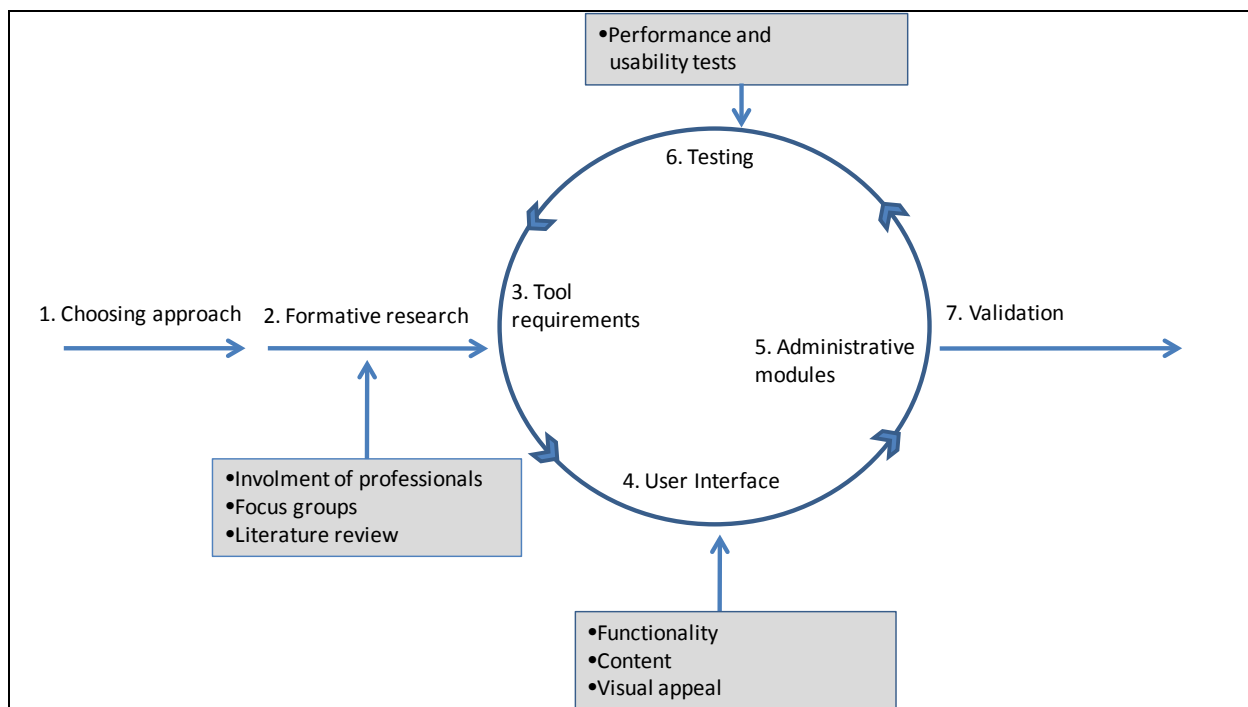 •Performance and
usability tests
6. Testing
3. Tool
requirements
1. Choosing approach
2. Formative research
7. Validation
5. Administrative
modules
4. User Interface
•Involment of professionals
•Focus groups
•Literature review
•Functionality
•Content
•Visual appeal